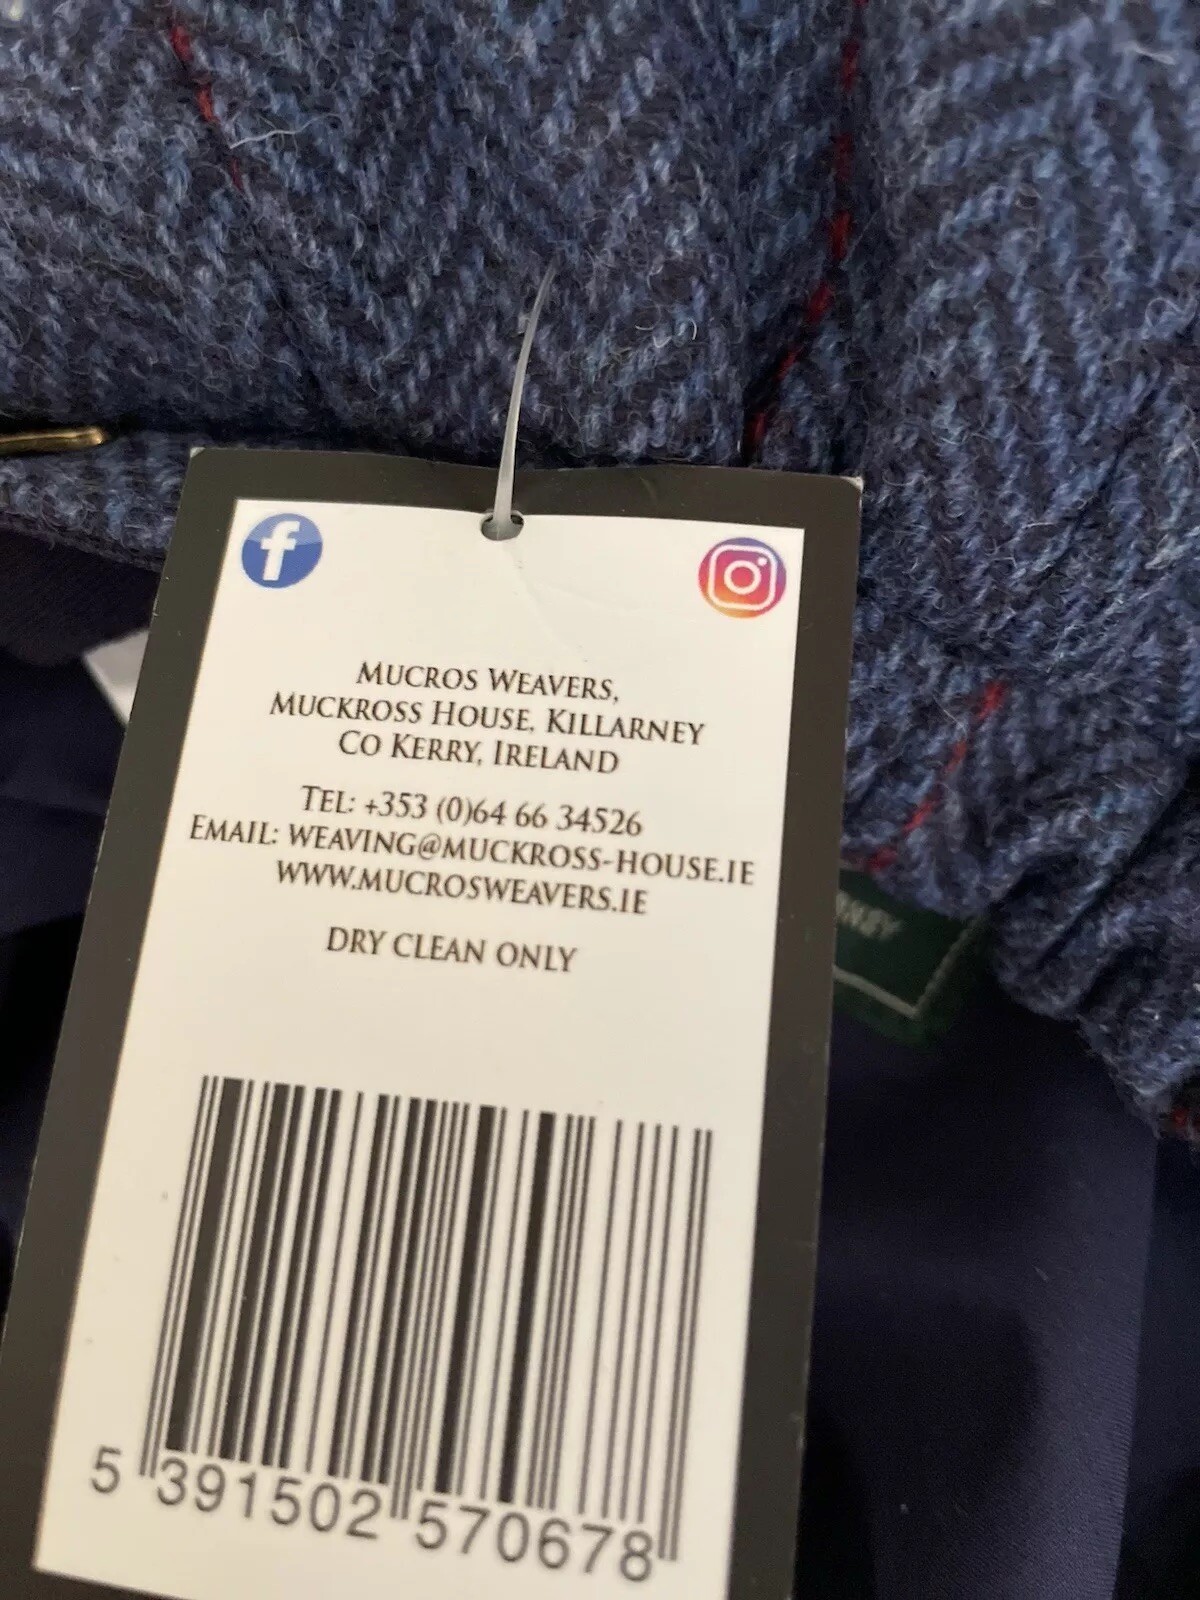 MUCROS WEAVERS,
MUCKROSS HOUSE, KILLARNEY
CO KERRY, IRELAND
TEL: +353 (0)64 66 34526
EMAIL: WEAVING@MUCKROSS-HOUSE.IE
WWW.MUCROSWEAVERS.IE
DRY CLEAN ONLY
5 391502 570678